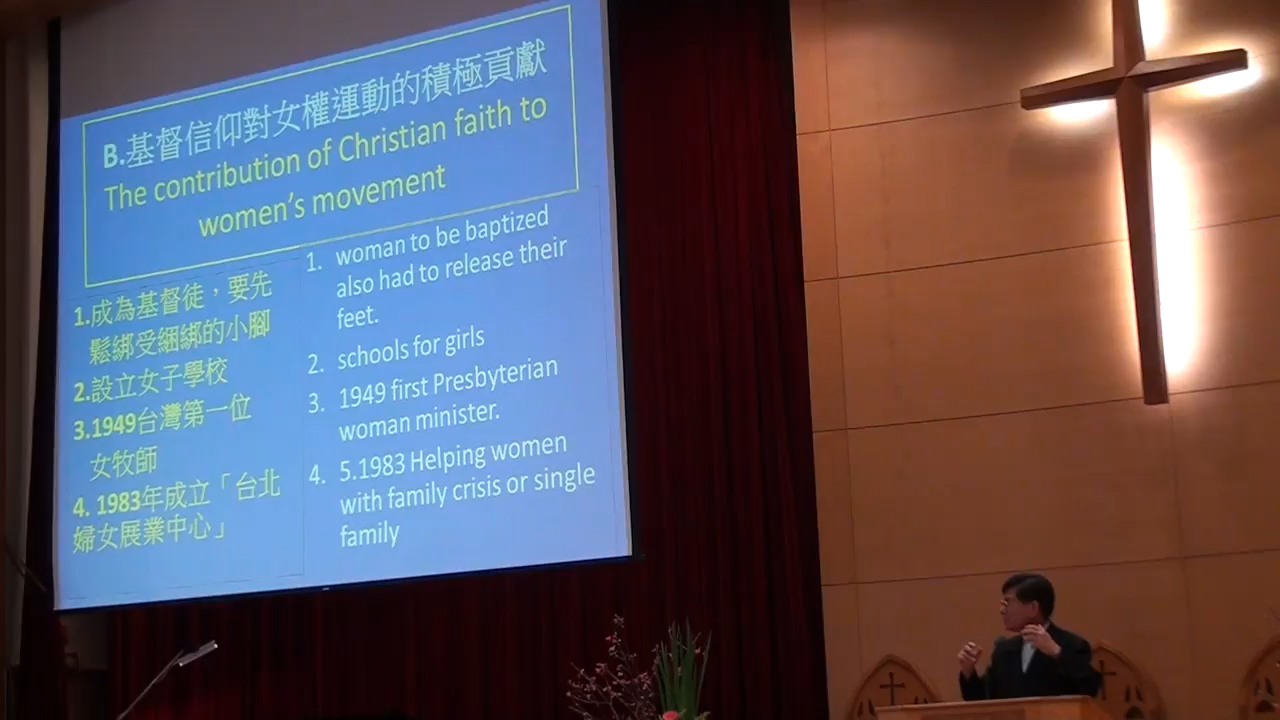 B.基督信仰對女權運動的積極貢獻
The contribution of Christian faith to
women's movement
1.成為基督徒，要先
鬆綁受綑綁的小腳
2.設立女子學校
3.1949台灣第一位
女牧師
4. 1983年成立「台北
婦女展業中心」
1. woman to be baptized
also had to release their
feet.
2. schools for girls
3. 1949 first Presbyterian
woman minister.
4. 5.1983 Helping women
with family crisis or single
family